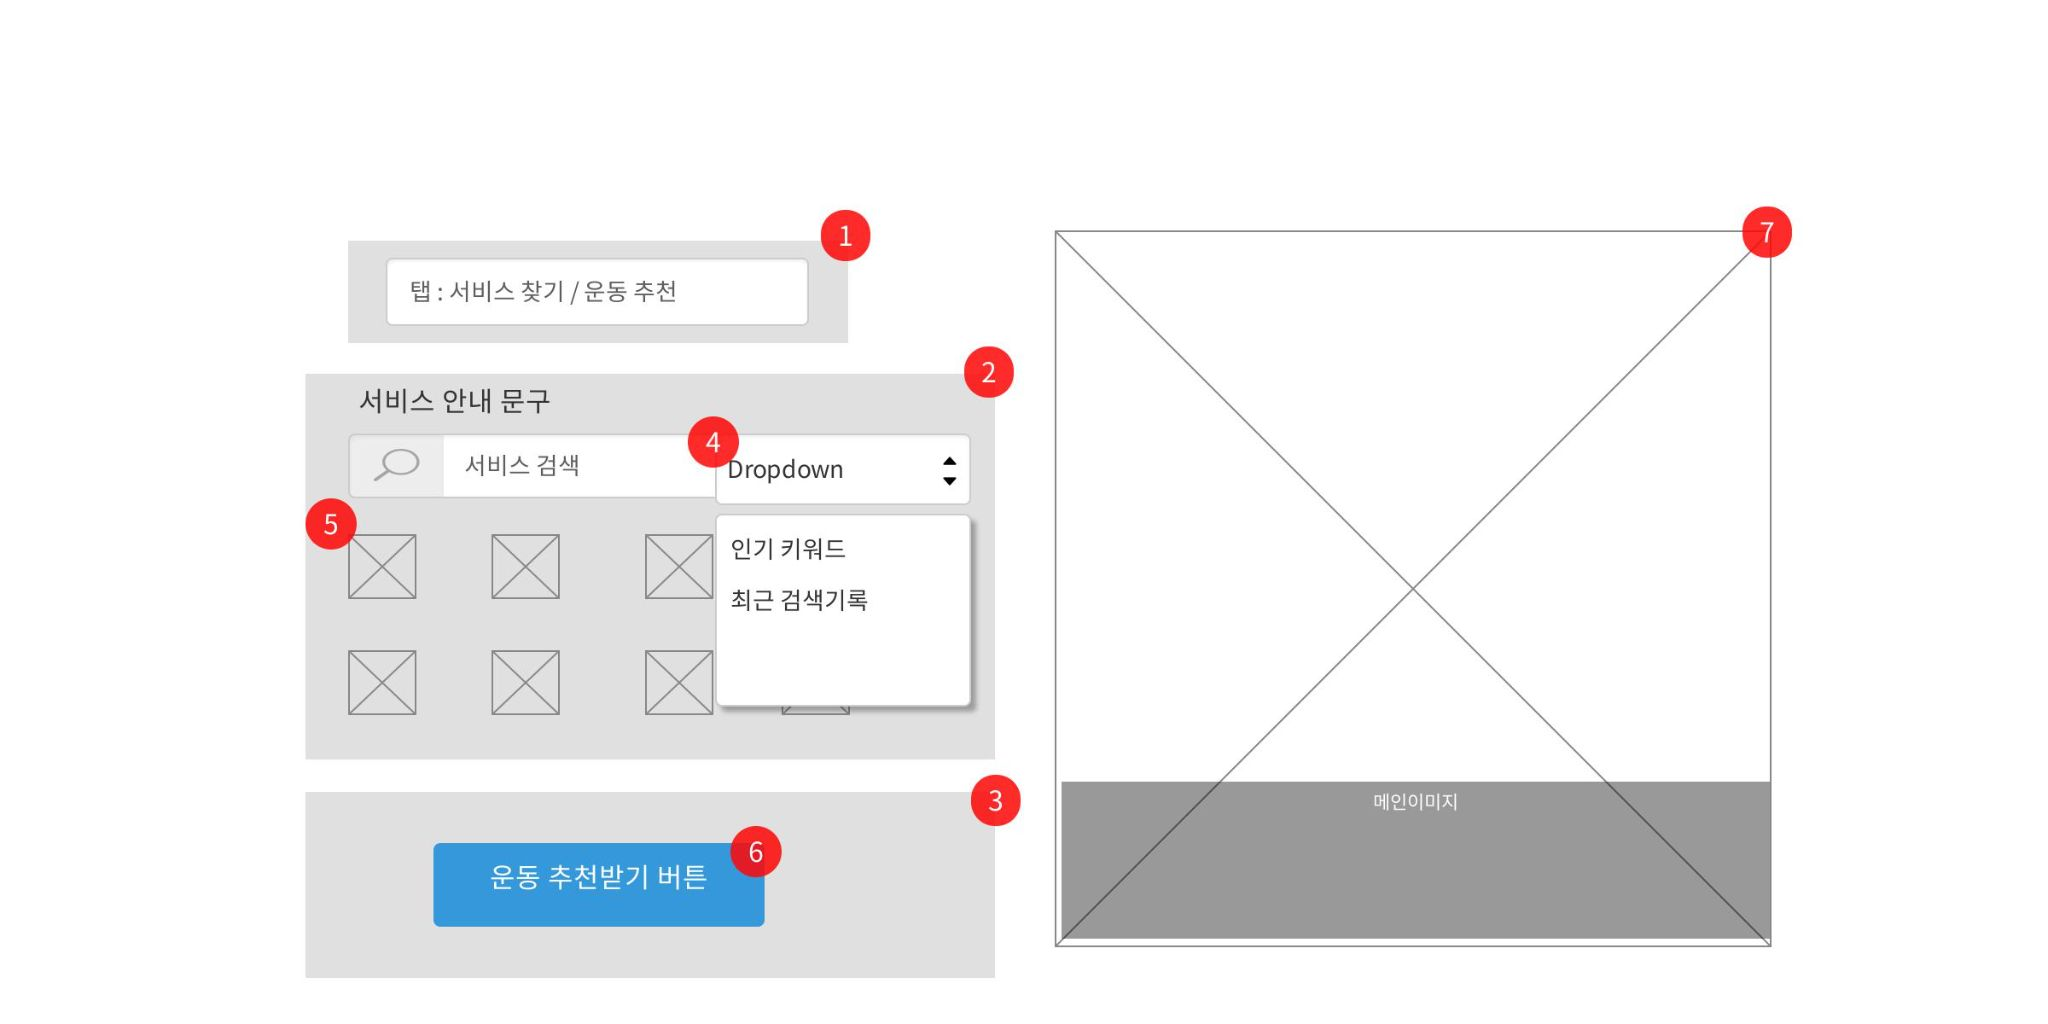 1
탭 : 서비스 찾기 / 운동 추천
2
서비스 안내 문구
4
서비스 검색
Dropdown
5
인기 키워드
최근 검색기록
3
6
운동 추천받기 버튼
7
메인이미지